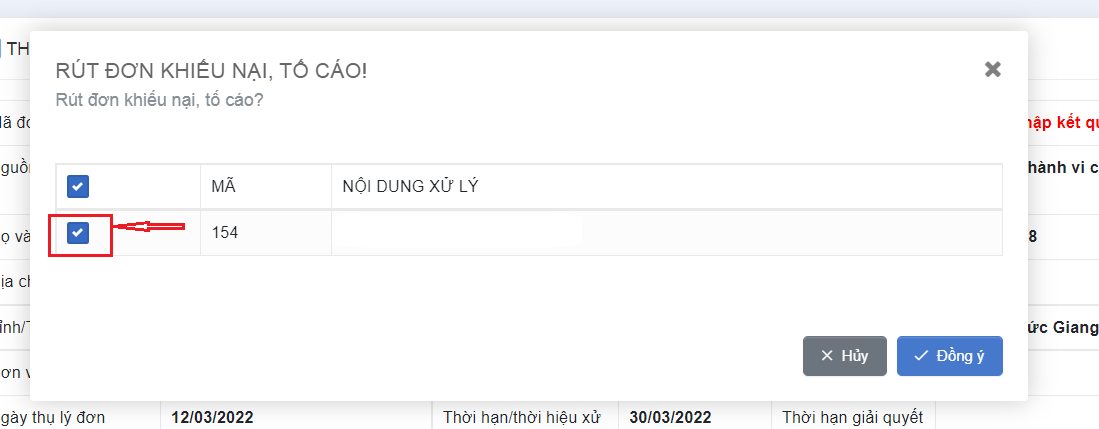 TH
RÚT ĐƠN KHIẾU NẠI, TỐ CÁO!
Rút đơn khiếu nại, tố cáo?
hập kết qu
MÃ NỘI DUNG XỬ LÝ
hành vi c
154
8
ức Giang
Hủy Đồng ý
gày thụ lý đơn 12/03/2022 Thời hạn/thời hiệu xử 30/03/2022 Thời hạn giải quyết